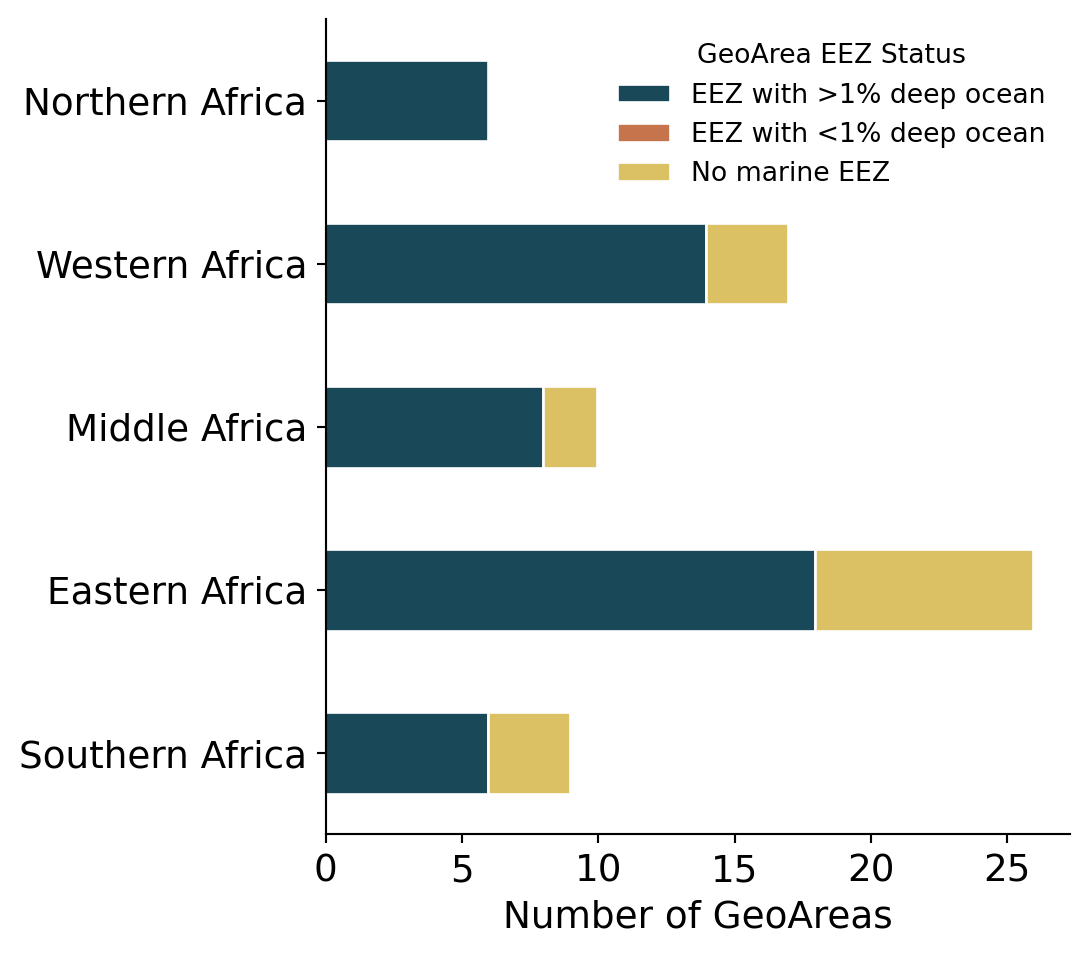 GeoArea EEZ Status
EEZ with >1% deep ocean
EEZ with <1% deep ocean
No marine EEZ
Northern Africa
Western Africa
Middle Africa
Eastern Africa
Southern Africa
0 5 10 15 20 25
Number of GeoAreas